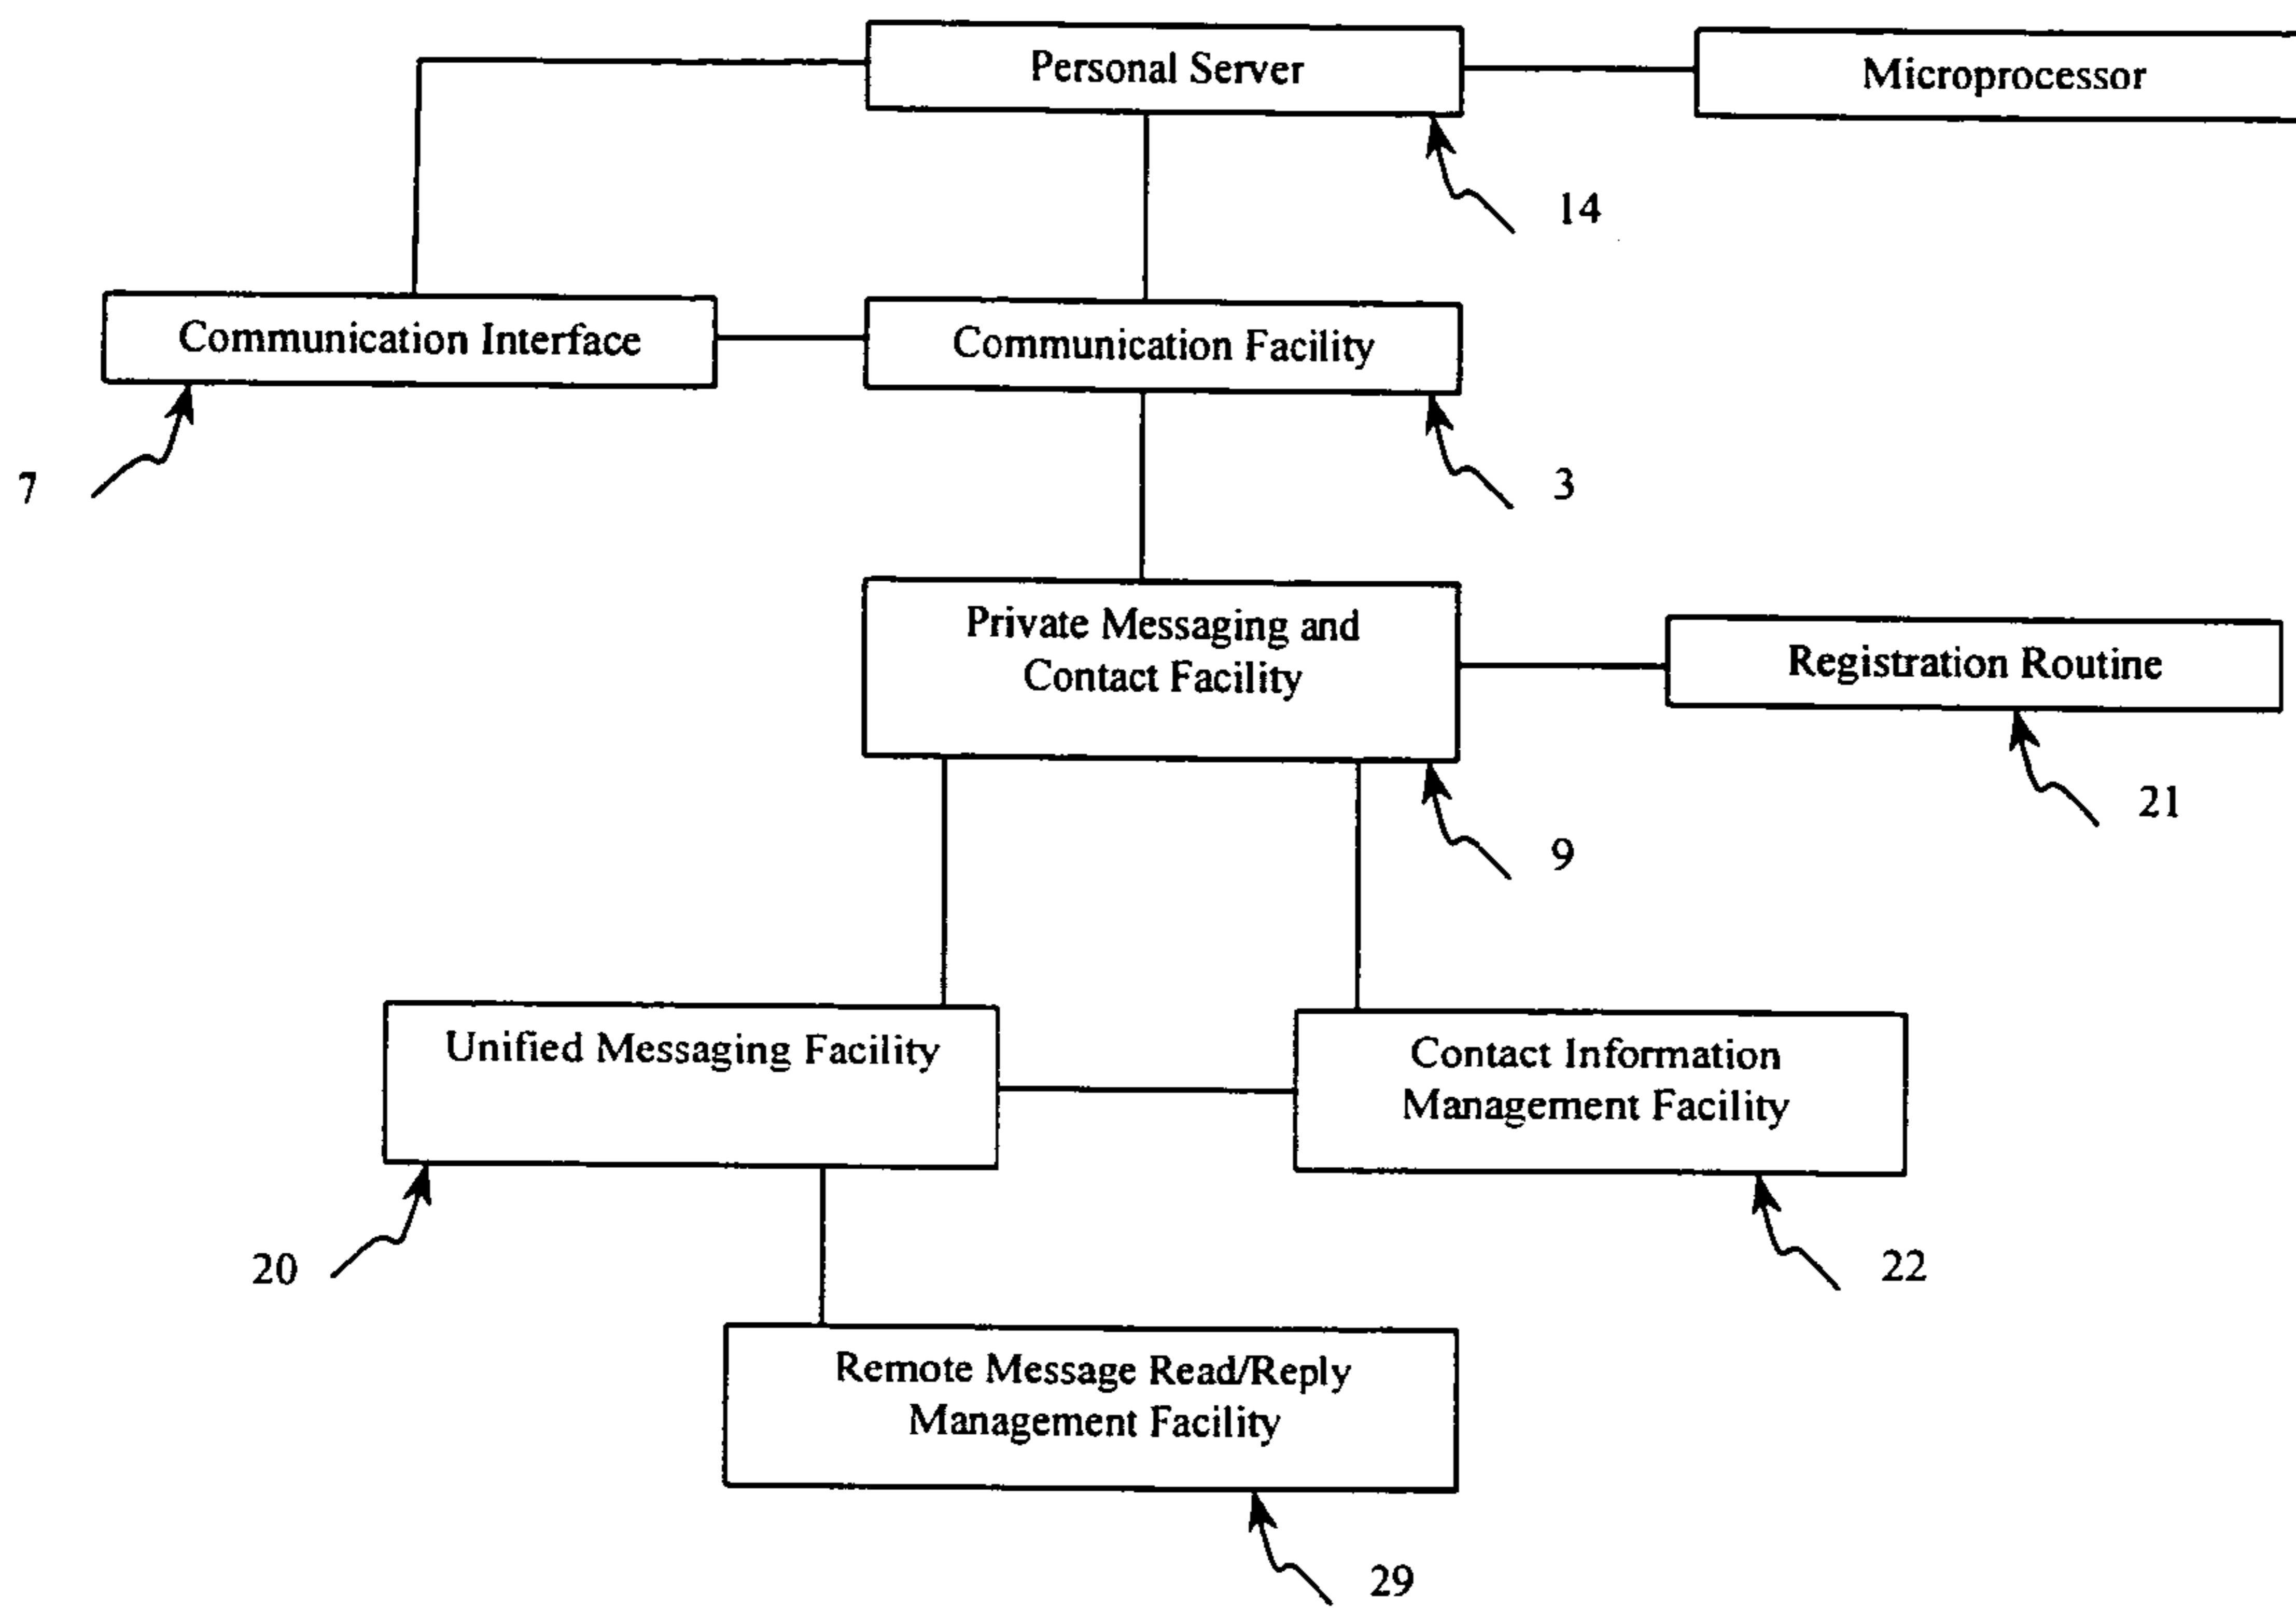 Personal Server
Microprocessor
14
Communication Interface
Communication Facility
7
3
Private Messaging and
Contact Facility
Registration Routine
21
9
Unified Messaging Facility
Contact Information
Management Facility
20
22
Remote Message Read/Reply
Management Facility
29